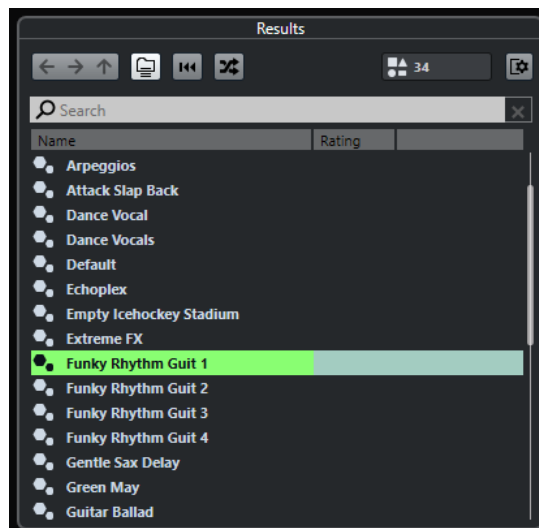 Results
34
Search
Name Rating
Arpeggios
Attack Slap Back
Dance Vocal
Dance Vocals
Default
Echoplex
Empty Icehockey Stadium
Extreme FX
Funky Rhythm Guit 1
Funky Rhythm Guit 2
Funky Rhythm Guit 3
Funky Rhythm Guit 4
Gentle Sax Delay
Green May
Guitar Ballad